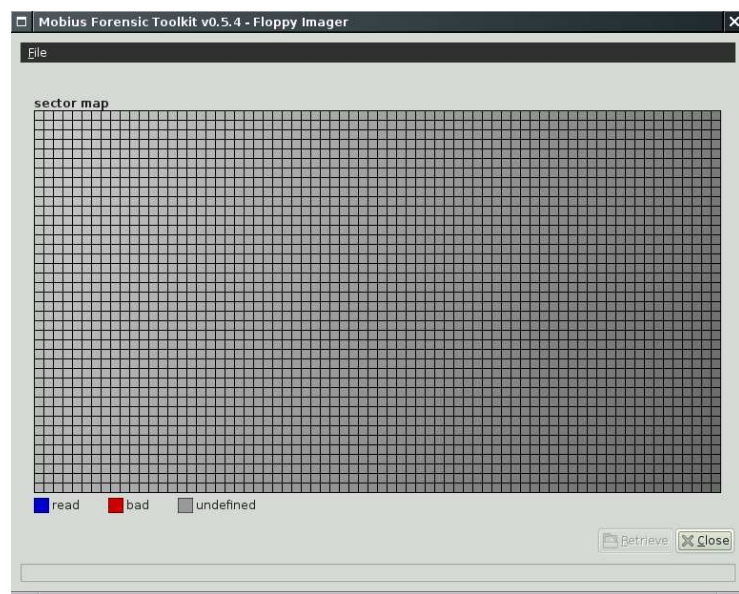 Mobius Forensic Toolkit v0.5.4 - Floppy Imager
File
sector map
read bad undefined
Retrieve Close